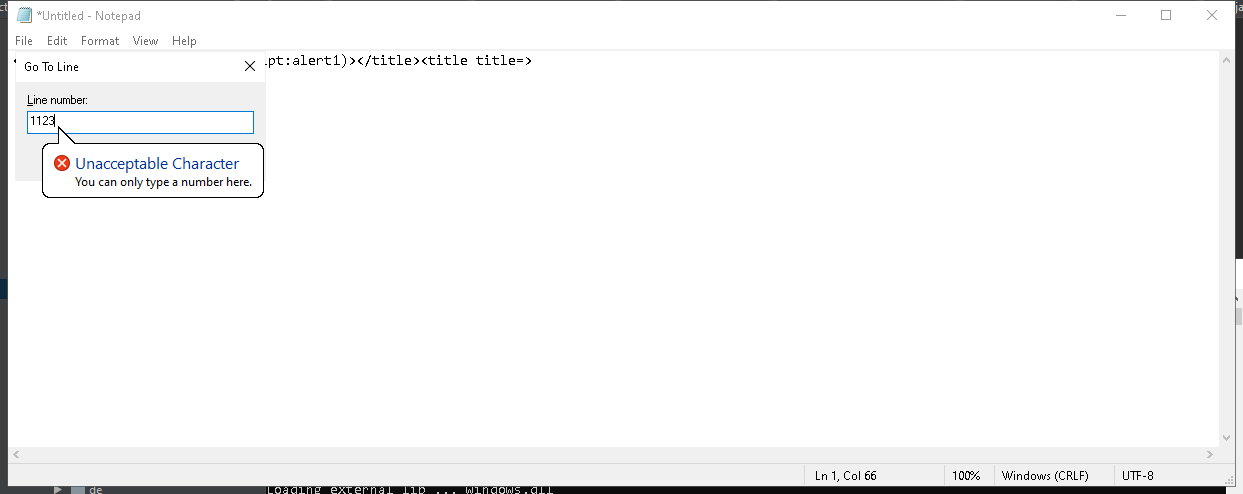 *Untitled - Notepad
File Edit Format View Help
pt:alert1)></title><title title=>
Go To Line
Line number:
1123
Unacceptable Character
You can only type a number here.
Ln 1, Col 66 100% Windows (CRLF) UTF-8
de Loading external lib ... windows.dll